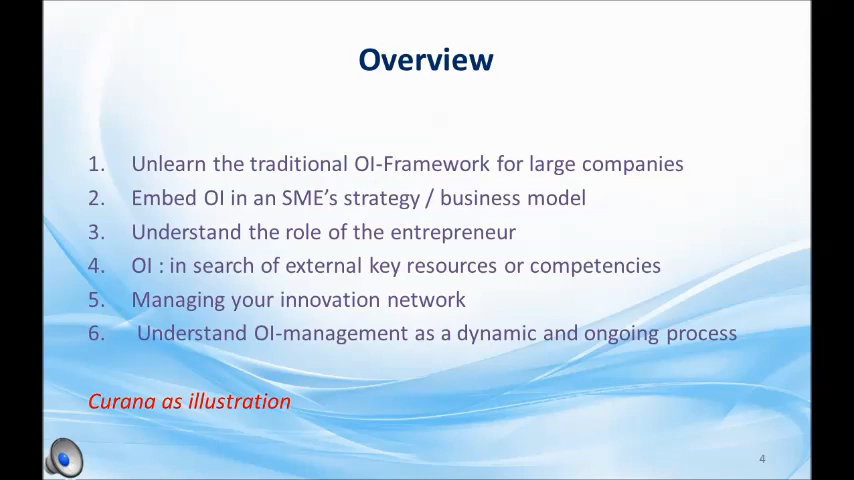 Overview
1. Unlearn the traditional OI-Framework for large companies
2. Embed OI in an SME’s strategy / business model
3. Understand the role of the entrepreneur
4. OI : in search of external key resources or competencies
5. Managing your innovation network
6. Understand OI-management as a dynamic and ongoing process
Curana as illustration
4